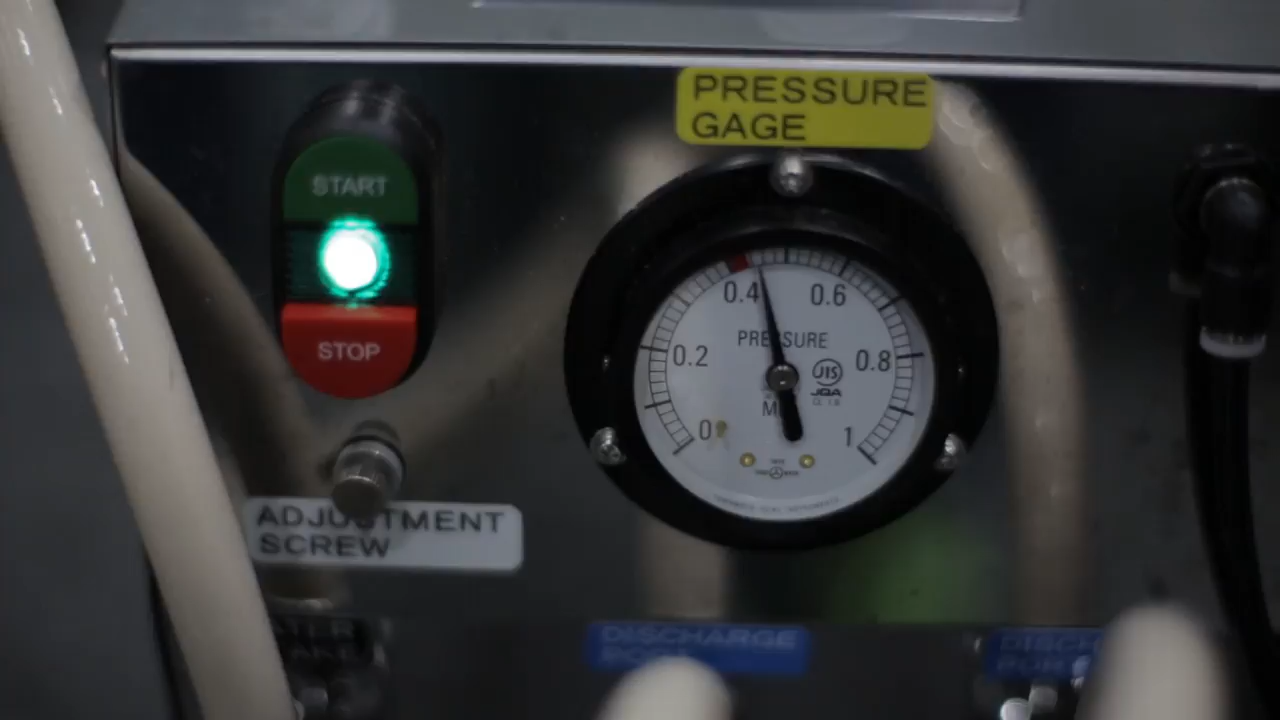 PRESSURE
GAGE
START
STOP
0.4
0.6
PRESSURE
0.2
0.8
JIS
JQA
0
1
ADJUSTMENT
SCREW
DISCHARGE